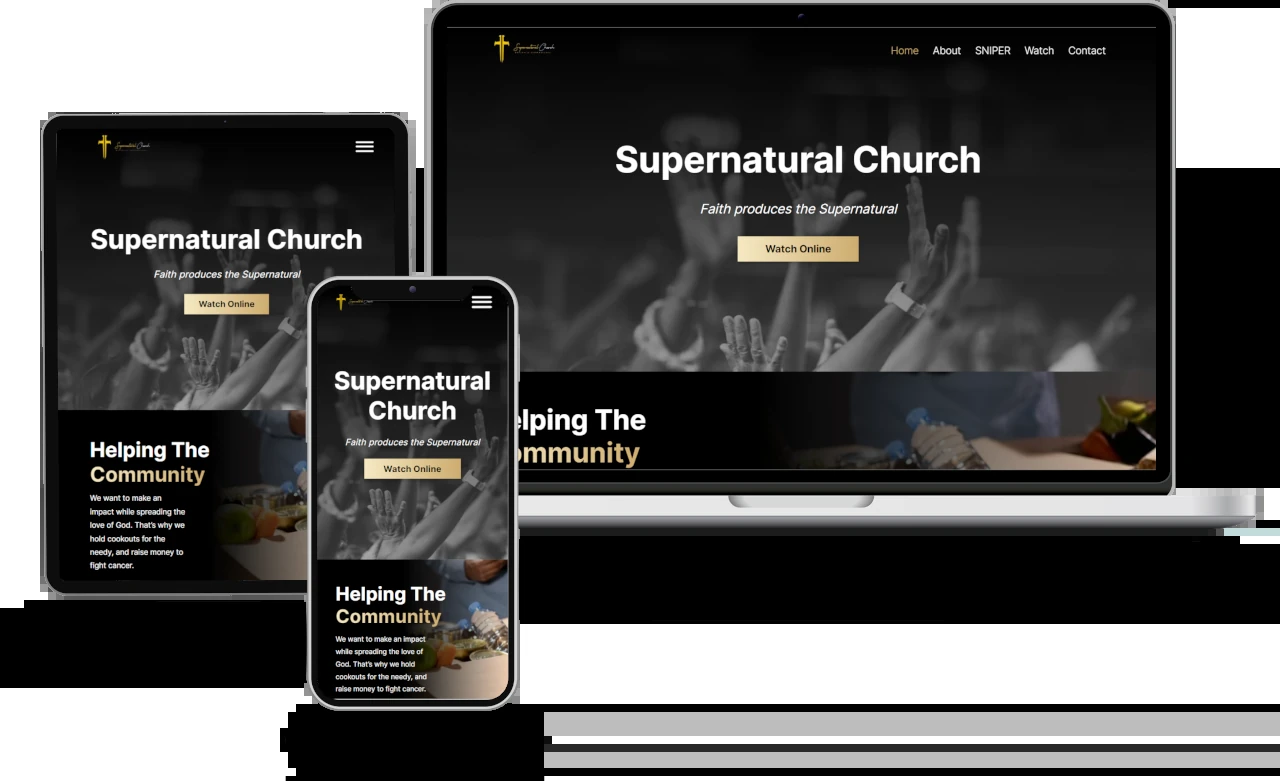 Supernatural Church
Home About SNIPER Watch Contact
Supernatural Church
Faith produces the Supernatural
Watch Online
elping The
ommunity
Supernatural Church
Supernatural Church
Faith produces the Supernatural
Watch Online
Helping The
Community
We want to make an
impact while spreading the
love of God. That's why we
hold cookouts for the
needy, and raise money to
fight cancer.
Supernatural
Church
Faith produces the Supernatural
Watch Online
Helping The
Community
We want to make an impact
while spreading the love of
God. That's why we hold
cookouts for the needy, and
raise money to fight cancer.